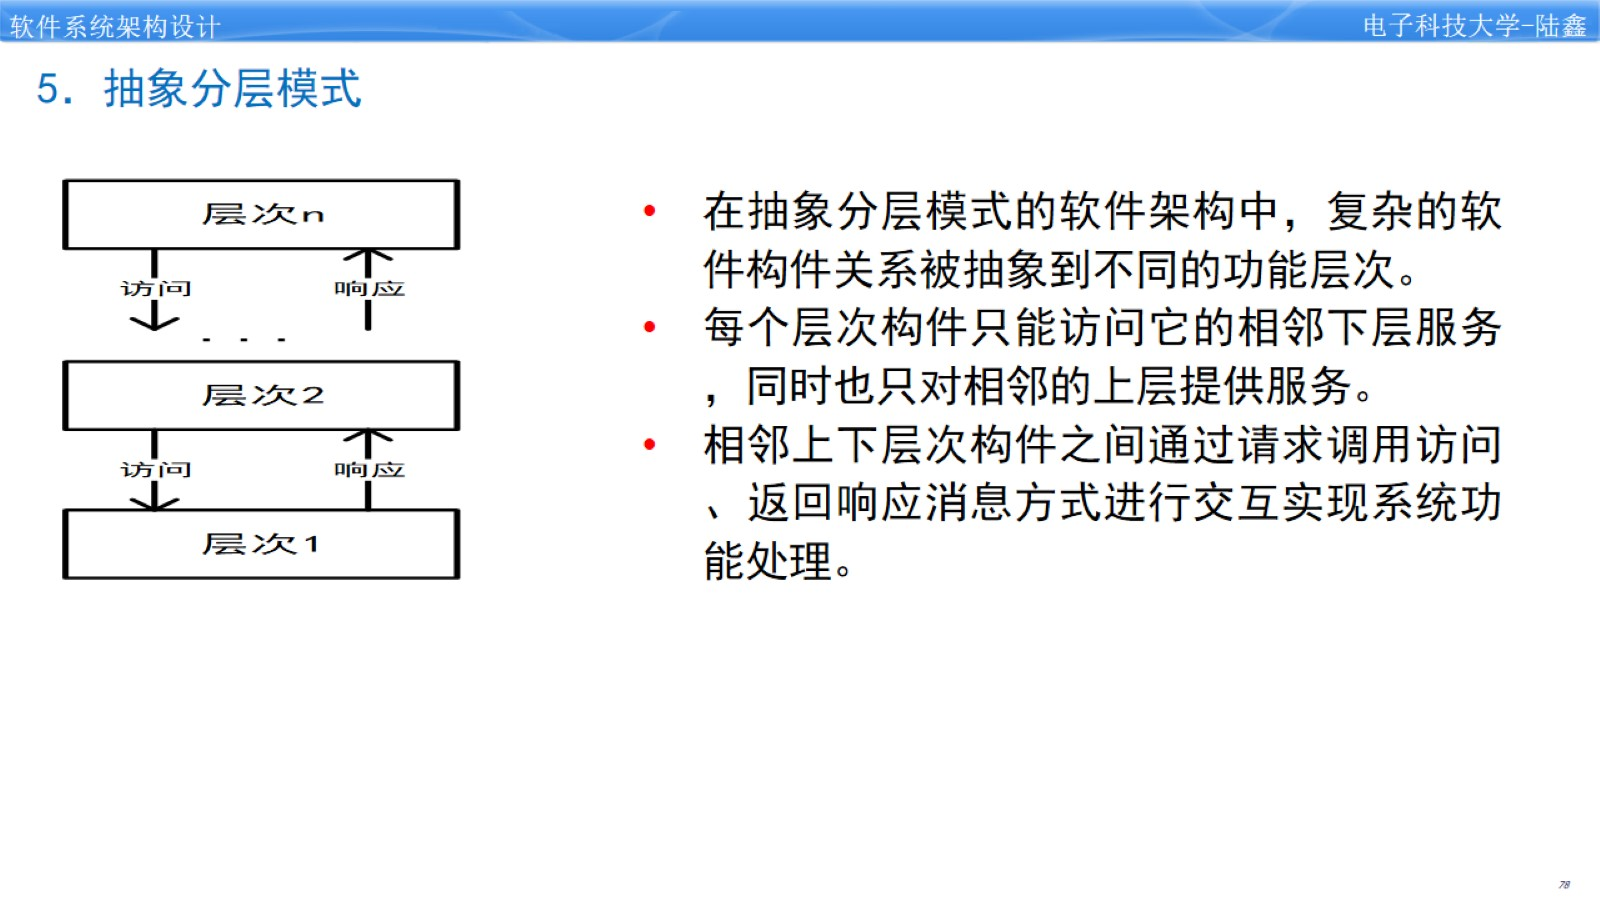 软件系统架构设计
电子科技大学-陆鑫
5. 抽象分层模式
层次n
访问
响应
. . .
层次2
访问
响应
层次1
• 在抽象分层模式的软件架构中，复杂的软
件构件关系被抽象到不同的功能层次。
• 每个层次构件只能访问它的相邻下层服务
，同时也只对相邻的上层提供服务。
• 相邻上下层次构件之间通过请求调用访问
、返回响应消息方式进行交互实现系统功
能处理。
78